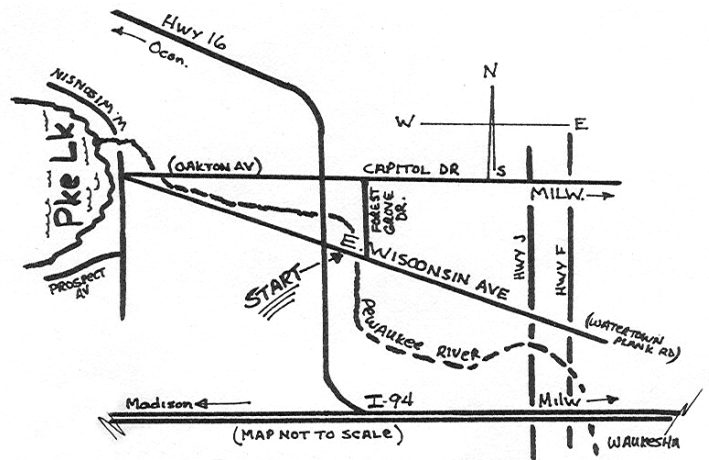 HWY 16
← Ocon.
NISNOSIM.M
Pke Lk
PROSPECT
AV
(OAKTON AV)
CAPITOL DR
N
W
E
S
MILW. →
FOREST
GROVE
DR.
START
WISCONSIN AVE
HWY J
HWY F
(WATERTOWN
PLANK RD)
PEWAUKEE RIVER
Madison ←
I-94
Milw →
(MAP NOT TO SCALE)
WAUKESHA